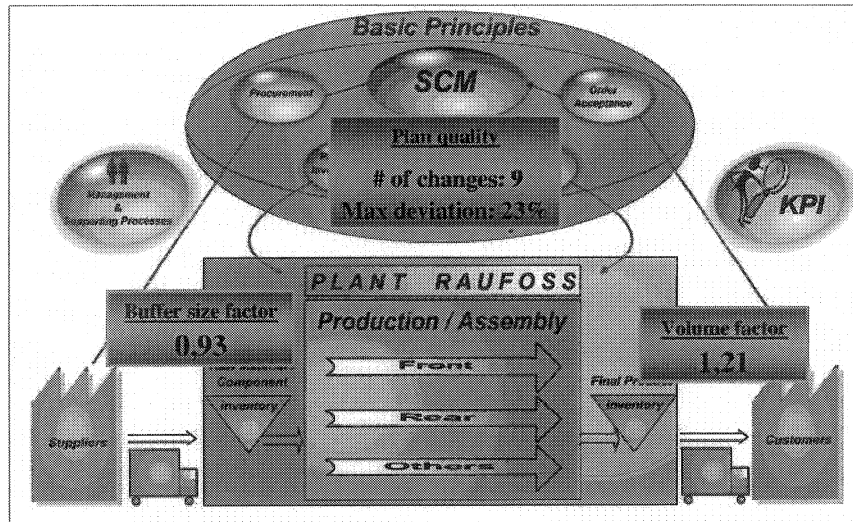 Basic Principles
Procurement
SCM
Order
Acceptance
Plan quality
# of changes: 9
Max deviation: 23%
Management
&
Supporting Processes
KPI
PLANT RAUFOSS
Buffer size factor
0,93
Production / Assembly
Volume factor
1,21
Front
Component
Final Product
inventory
inventory
Rear
Suppliers
Customers
Others